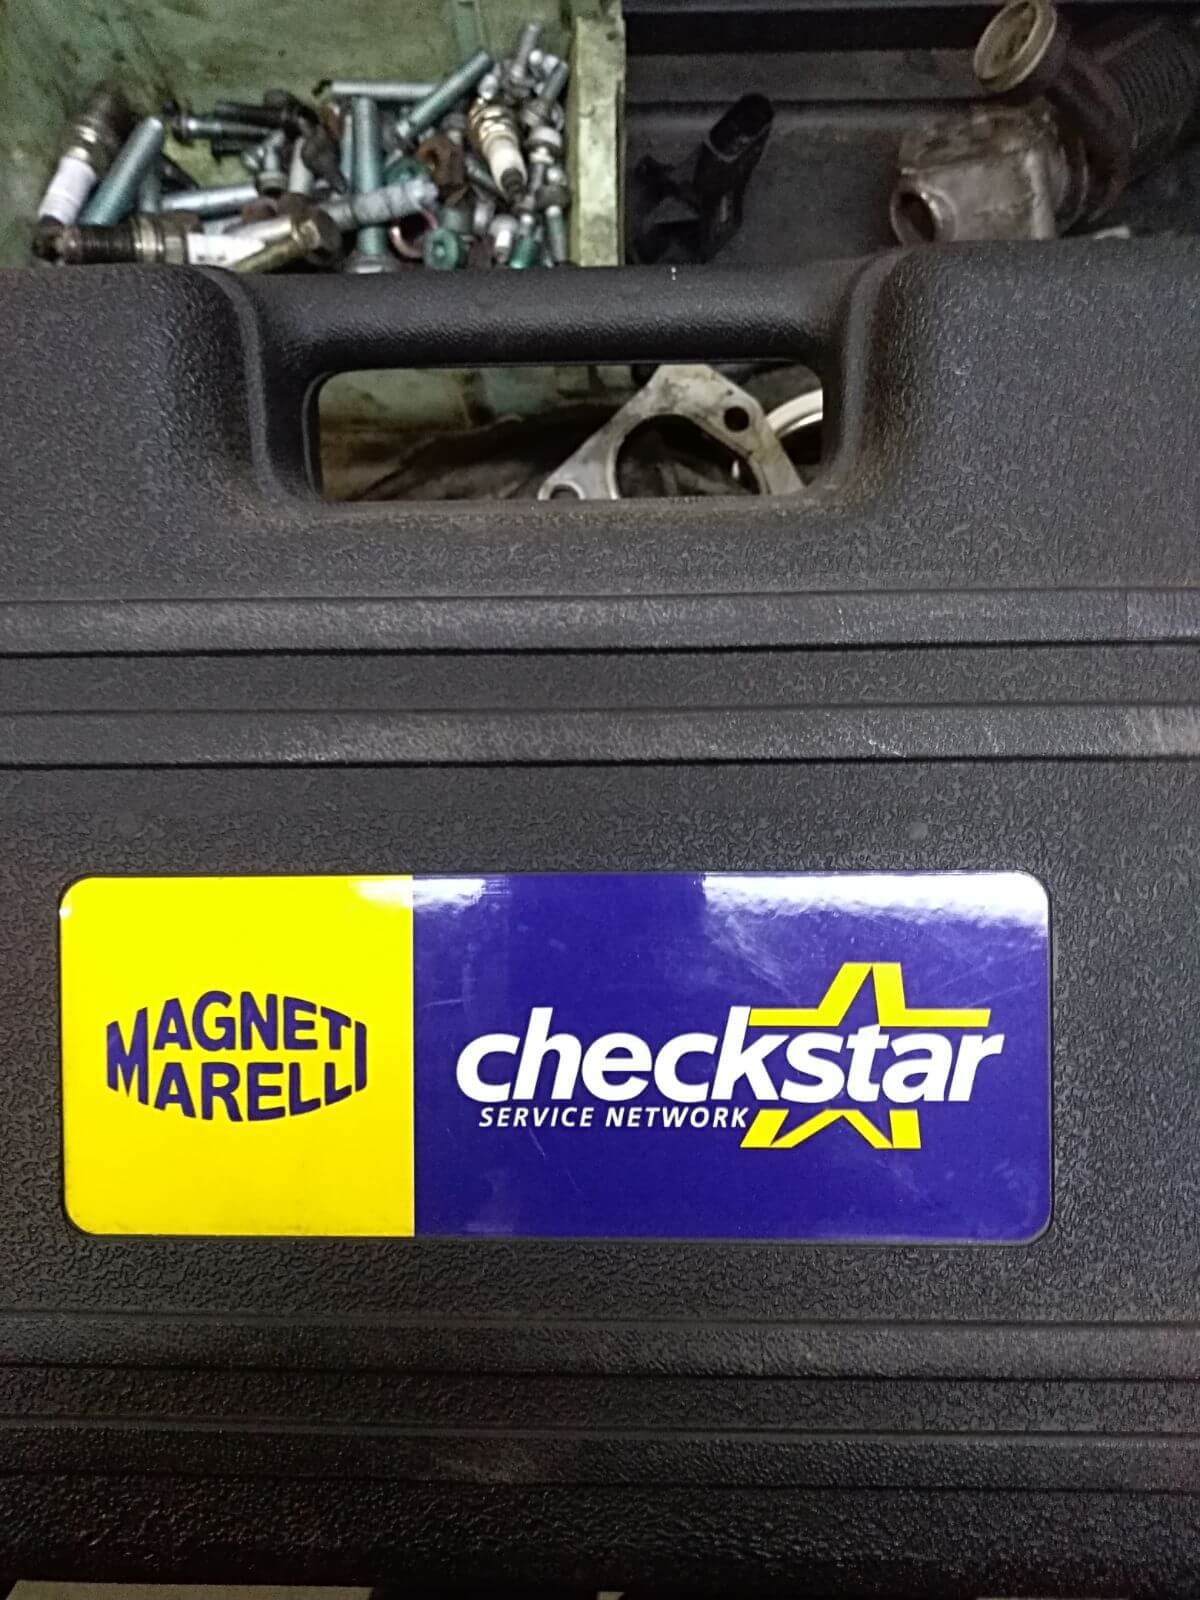 MAGNETI
MARELLI
checkstar
SERVICE NETWORK